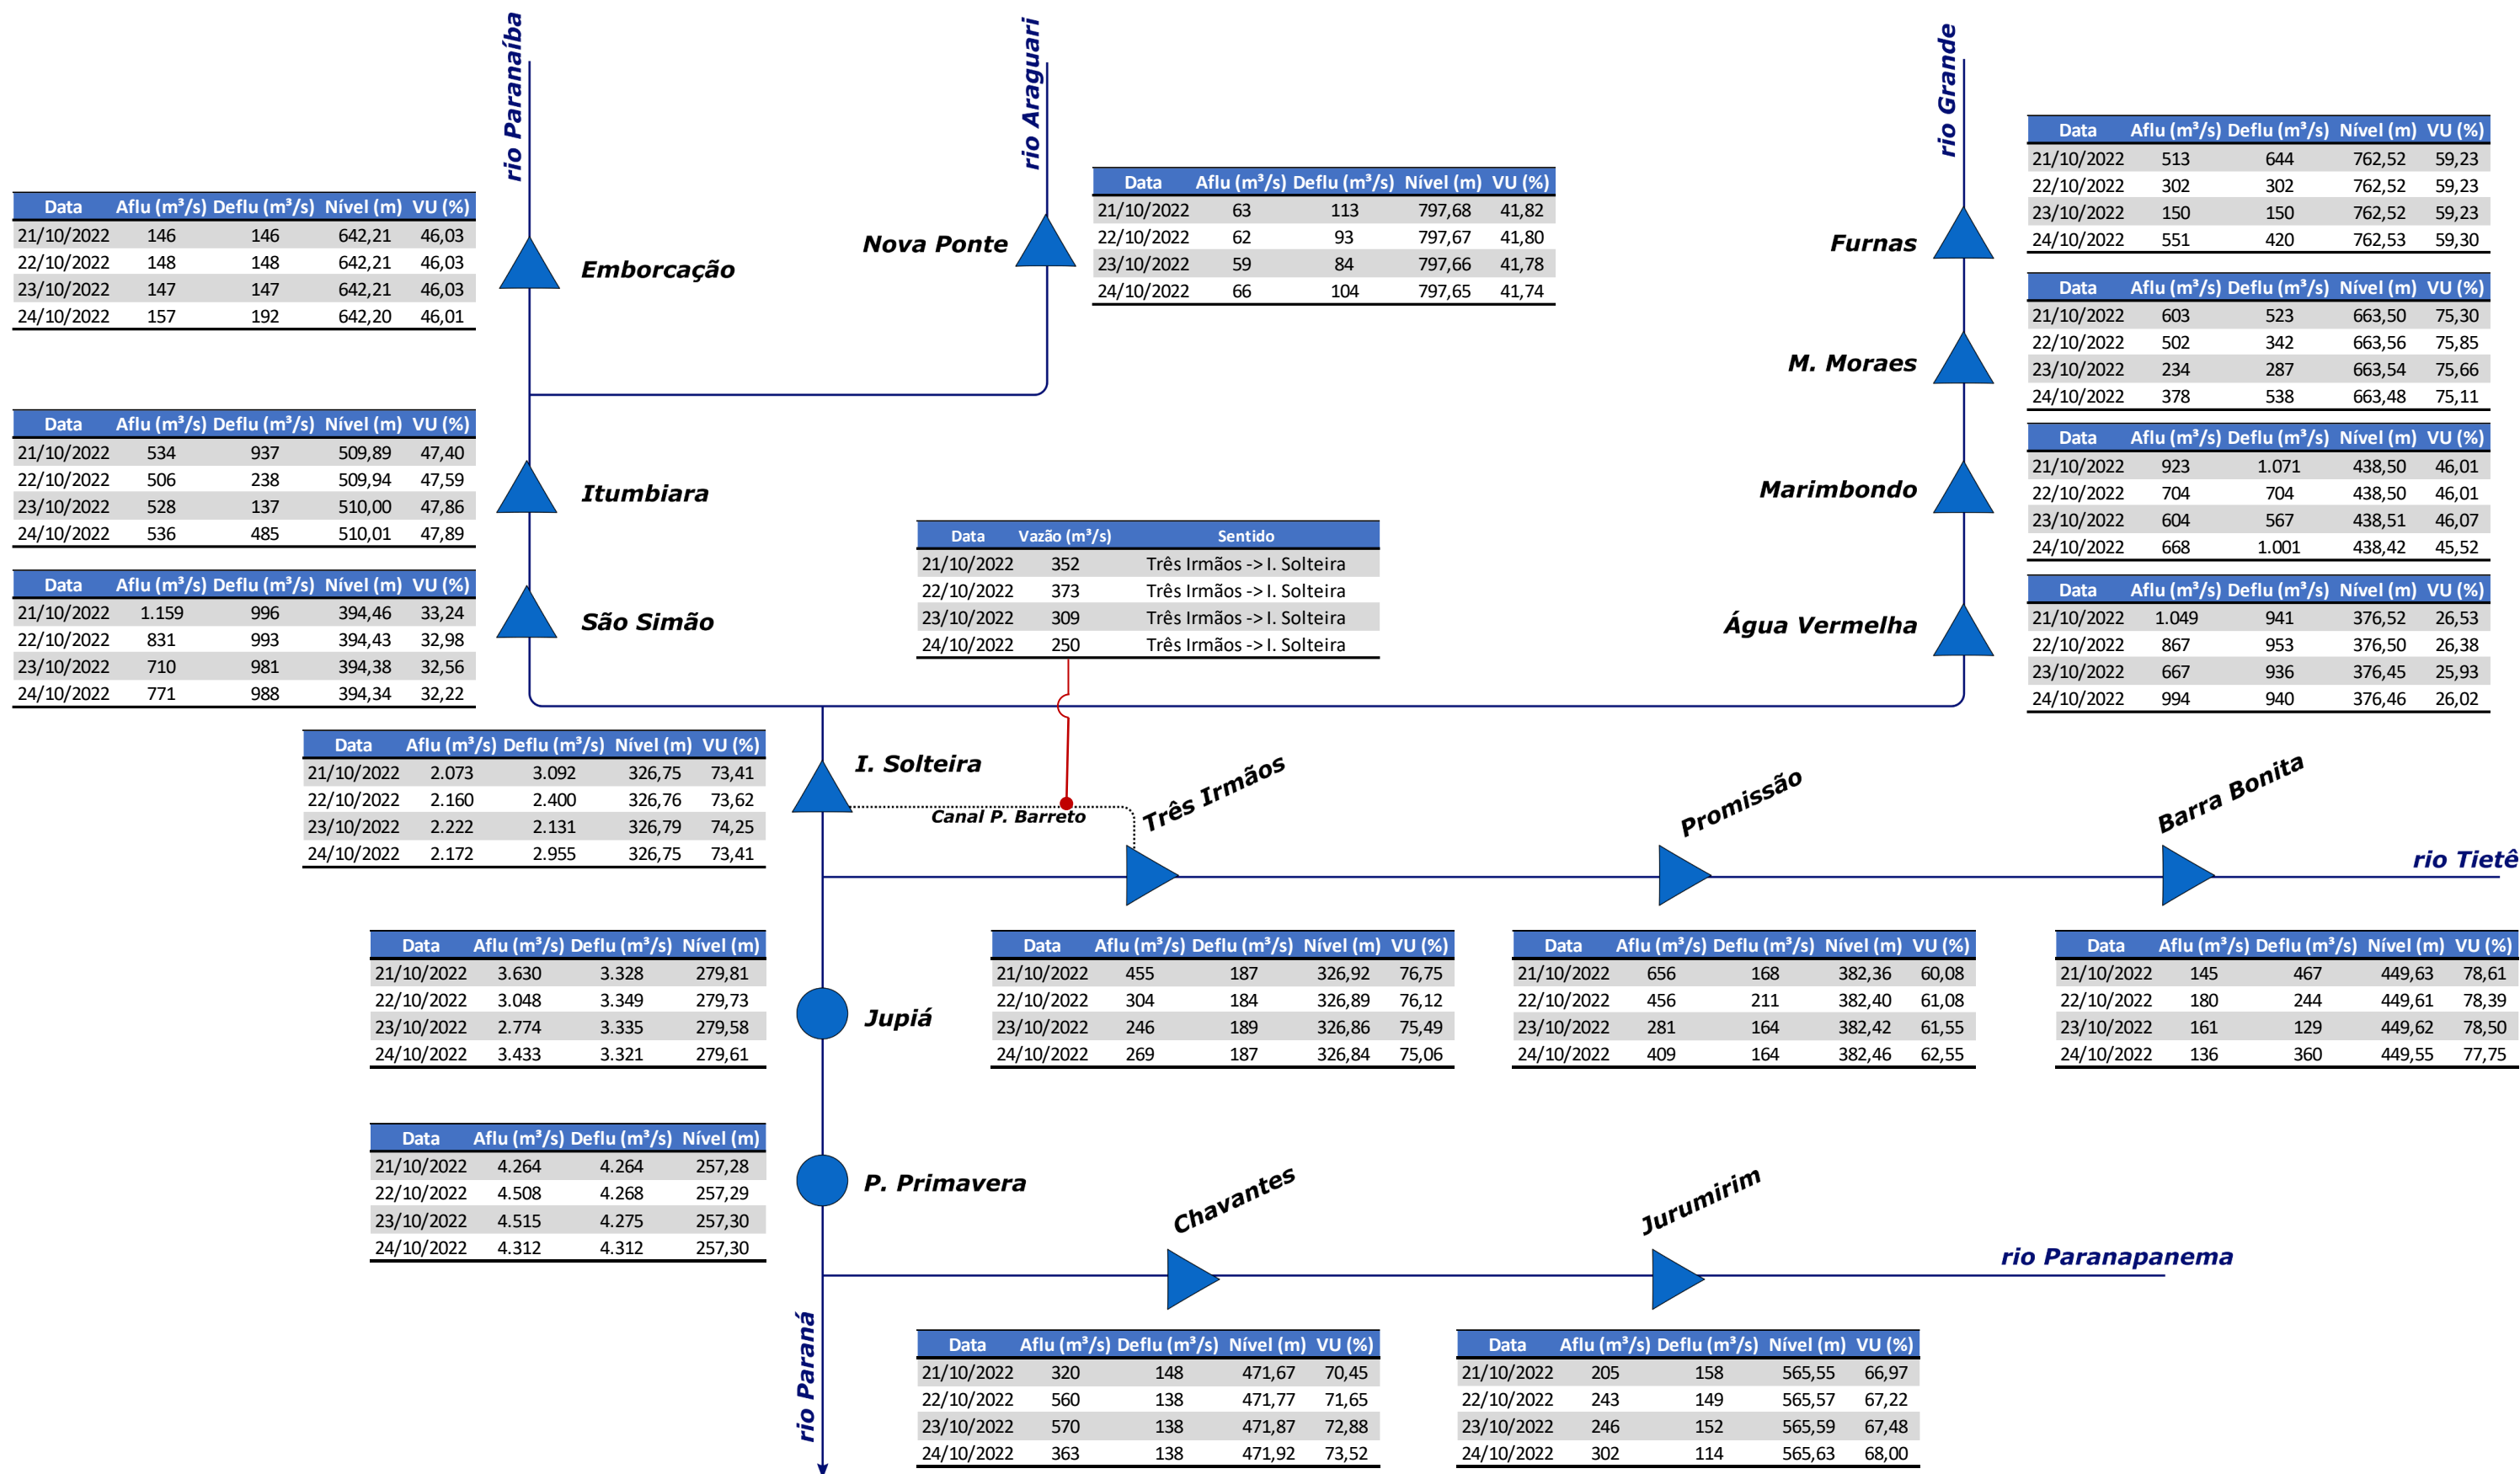 rio Paranaíba
rio Araguari
rio Grande
Data Aflu (m³/s) Deflu (m³/s) Nível (m) VU (%)
21/10/2022 513 644 762,52 59,23
22/10/2022 302 302 762,52 59,23
23/10/2022 150 150 762,52 59,23
24/10/2022 551 420 762,53 59,30
Furnas
Data Aflu (m³/s) Deflu (m³/s) Nível (m) VU (%)
21/10/2022 63 113 797,68 41,82
22/10/2022 62 93 797,67 41,80
23/10/2022 59 84 797,66 41,78
24/10/2022 66 104 797,65 41,74
Nova Ponte
Data Aflu (m³/s) Deflu (m³/s) Nível (m) VU (%)
21/10/2022 146 146 642,21 46,03
22/10/2022 148 148 642,21 46,03
23/10/2022 147 147 642,21 46,03
24/10/2022 157 192 642,20 46,01
Emborcação
Data Aflu (m³/s) Deflu (m³/s) Nível (m) VU (%)
21/10/2022 603 523 663,50 75,30
22/10/2022 502 342 663,56 75,85
23/10/2022 234 287 663,54 75,66
24/10/2022 378 538 663,48 75,11
M. Moraes
Data Aflu (m³/s) Deflu (m³/s) Nível (m) VU (%)
21/10/2022 534 937 509,89 47,40
22/10/2022 506 238 509,94 47,59
23/10/2022 528 137 510,00 47,86
24/10/2022 536 485 510,01 47,89
Itumbiara
Data Aflu (m³/s) Deflu (m³/s) Nível (m) VU (%)
21/10/2022 923 1.071 438,50 46,01
22/10/2022 704 704 438,50 46,01
23/10/2022 604 567 438,51 46,07
24/10/2022 668 1.001 438,42 45,52
Marimbondo
Data Vazão (m³/s) Sentido
21/10/2022 352 Três Irmãos -> I. Solteira
22/10/2022 373 Três Irmãos -> I. Solteira
23/10/2022 309 Três Irmãos -> I. Solteira
24/10/2022 250 Três Irmãos -> I. Solteira
Data Aflu (m³/s) Deflu (m³/s) Nível (m) VU (%)
21/10/2022 1.159 996 394,46 33,24
22/10/2022 831 993 394,43 32,98
23/10/2022 710 981 394,38 32,56
24/10/2022 771 988 394,34 32,22
São Simão
Data Aflu (m³/s) Deflu (m³/s) Nível (m) VU (%)
21/10/2022 1.049 941 376,52 26,53
22/10/2022 867 953 376,50 26,38
23/10/2022 667 936 376,45 25,93
24/10/2022 994 940 376,46 26,02
Água Vermelha
Data Aflu (m³/s) Deflu (m³/s) Nível (m) VU (%)
21/10/2022 2.073 3.092 326,75 73,41
22/10/2022 2.160 2.400 326,76 73,62
23/10/2022 2.222 2.131 326,79 74,25
24/10/2022 2.172 2.955 326,75 73,41
I. Solteira
Canal P. Barreto
Três Irmãos
Promissão
Barra Bonita
rio Tietê
Data Aflu (m³/s) Deflu (m³/s) Nível (m)
21/10/2022 3.630 3.328 279,81
22/10/2022 3.048 3.349 279,73
23/10/2022 2.774 3.335 279,58
24/10/2022 3.433 3.321 279,61
Jupiá
Data Aflu (m³/s) Deflu (m³/s) Nível (m) VU (%)
21/10/2022 455 187 326,92 76,75
22/10/2022 304 184 326,89 76,12
23/10/2022 246 189 326,86 75,49
24/10/2022 269 187 326,84 75,06
Data Aflu (m³/s) Deflu (m³/s) Nível (m) VU (%)
21/10/2022 656 168 382,36 60,08
22/10/2022 456 211 382,40 61,08
23/10/2022 281 164 382,42 61,55
24/10/2022 409 164 382,46 62,55
Data Aflu (m³/s) Deflu (m³/s) Nível (m) VU (%)
21/10/2022 145 467 449,63 78,61
22/10/2022 180 244 449,61 78,39
23/10/2022 161 129 449,62 78,50
24/10/2022 136 360 449,55 77,75
Data Aflu (m³/s) Deflu (m³/s) Nível (m)
21/10/2022 4.264 4.264 257,28
22/10/2022 4.508 4.268 257,29
23/10/2022 4.515 4.275 257,30
24/10/2022 4.312 4.312 257,30
P. Primavera
Chavantes
Jurumirim
rio Paranapanema
rio Paraná
Data Aflu (m³/s) Deflu (m³/s) Nível (m) VU (%)
21/10/2022 320 148 471,67 70,45
22/10/2022 560 138 471,77 71,65
23/10/2022 570 138 471,87 72,88
24/10/2022 363 138 471,92 73,52
Data Aflu (m³/s) Deflu (m³/s) Nível (m) VU (%)
21/10/2022 205 158 565,55 66,97
22/10/2022 243 149 565,57 67,22
23/10/2022 246 152 565,59 67,48
24/10/2022 302 114 565,63 68,00